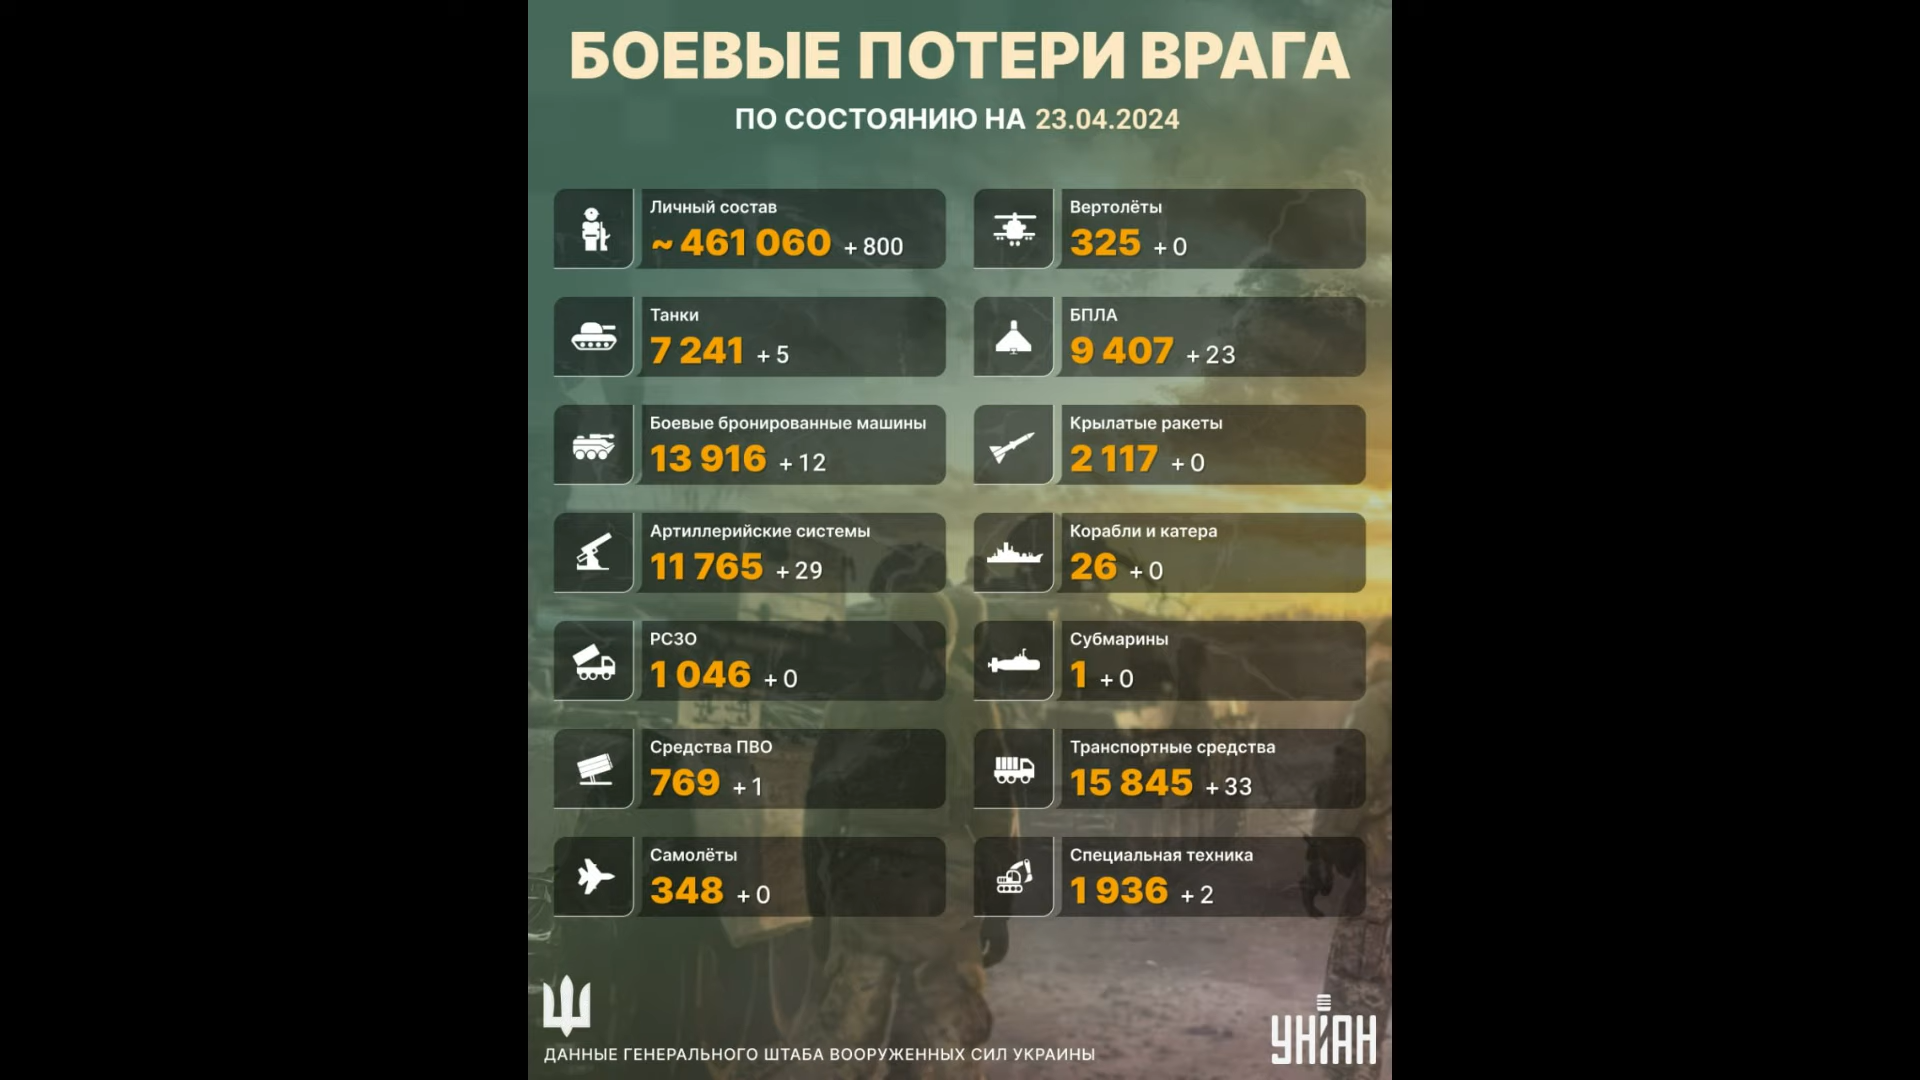 БОЕВЫЕ ПОТЕРИ ВРАГА
ПО СОСТОЯНИЮ НА 23.04.2024
Личный состав
~ 461 060 + 800
Танки
7 241 + 5
Боевые бронированные машины
13 916 + 12
Артиллерийские системы
11 765 + 29
РСЗО
1 046 + 0
Средства ПВО
769 + 1
Самолёты
348 + 0
Вертолёты
325 + 0
БПЛА
9 407 + 23
Крылатые ракеты
2 117 + 0
Корабли и катера
26 + 0
Субмарины
1 + 0
Транспортные средства
15 845 + 33
Специальная техника
1 936 + 2
ДАННЫЕ ГЕНЕРАЛЬНОГО ШТАБА ВООРУЖЕННЫХ СИЛ УКРАИНЫ
УНІАН